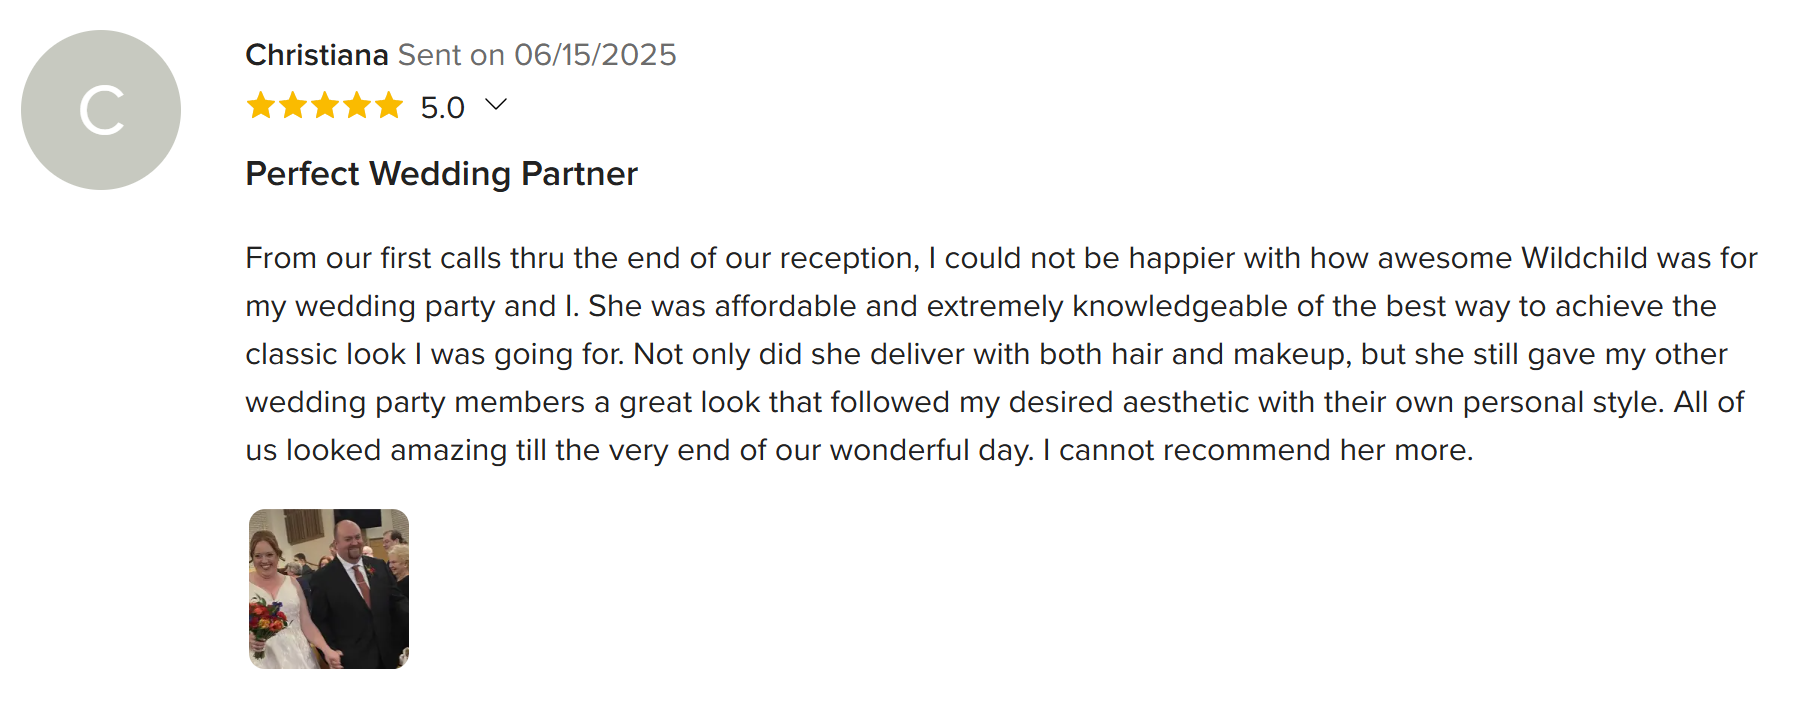 C
Christiana Sent on 06/15/2025
5.0
Perfect Wedding Partner
From our first calls thru the end of our reception, I could not be happier with how awesome Wildchild was for
my wedding party and I. She was affordable and extremely knowledgeable of the best way to achieve the
classic look I was going for. Not only did she deliver with both hair and makeup, but she still gave my other
wedding party members a great look that followed my desired aesthetic with their own personal style. All of
us looked amazing till the very end of our wonderful day. I cannot recommend her more.